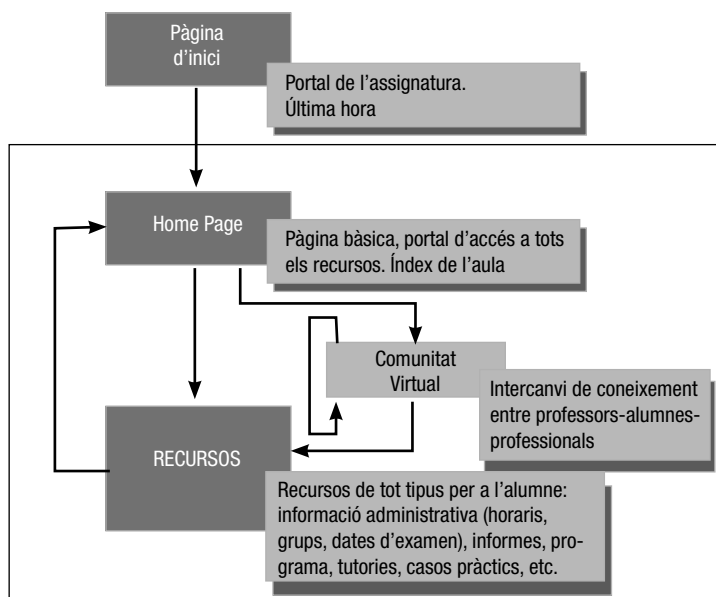 Pàgina
d’inici
Portal de l’assignatura.
Última hora
Home Page
Pàgina bàsica, portal d’accés a tots
els recursos. Índex de l’aula
Comunitat
Virtual
Intercanvi de coneixement
entre professors-alumnes-
professionals
RECURSOS
Recursos de tot tipus per a l’alumne:
informació administrativa (horaris,
grups, dates d’examen), informes, pro-
grama, tutories, casos pràctics, etc.